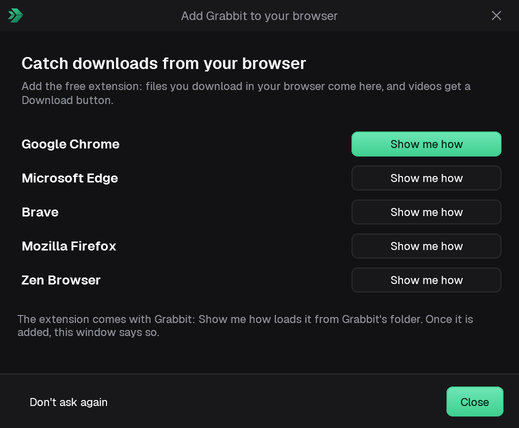 Add Grabbit to your browser
Catch downloads from your browser
Add the free extension: files you download in your browser come here, and videos get a
Download button.
Google Chrome
Show me how
Microsoft Edge
Show me how
Brave
Show me how
Mozilla Firefox
Show me how
Zen Browser
Show me how
The extension comes with Grabbit: Show me how loads it from Grabbit's folder. Once it is
added, this window says so.
Don't ask again
Close